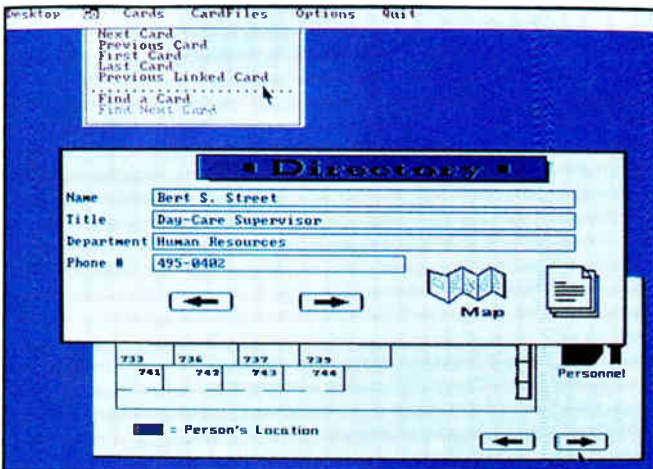 Desktop Cards CardFiles Options Quit
Next Card
Previous Card
First Card
Last Card
Previous Linked Card
Find a Card
Find Next Card
Directory
Name Bert S. Street
Title Day-Care Supervisor
Department Human Resources
Phone # 495-0402
Map
733 736 737 739
741 742 743 744
Personnel
= Person's Location